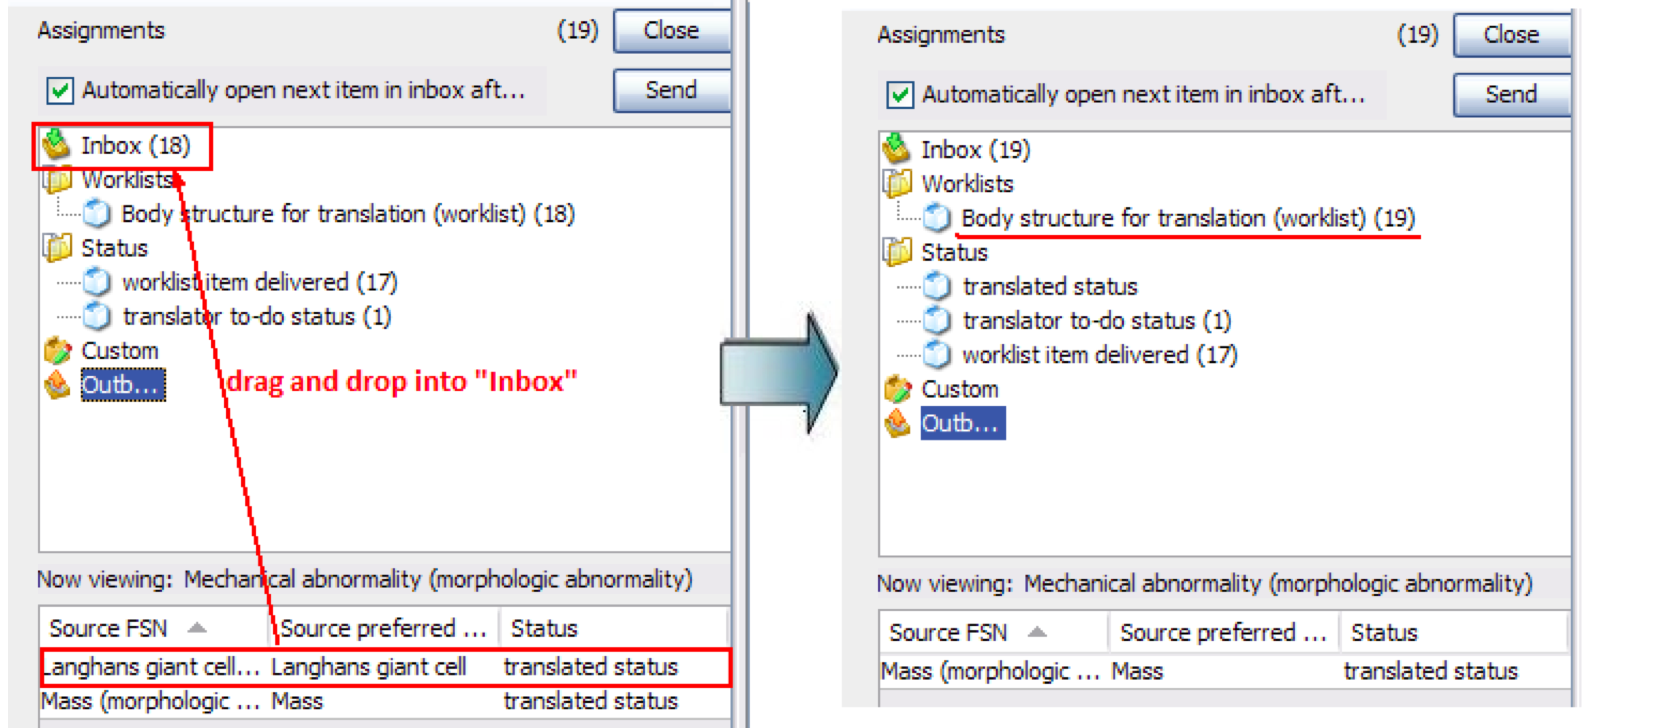 Assignments (19) Close
Automatically open next item in inbox aft... Send
Inbox (18)
Worklists
Body structure for translation (worklist) (18)
Status
worklist item delivered (17)
translator to-do status (1)
Custom
Outb...
drag and drop into "Inbox"
Now viewing: Mechanical abnormality (morphologic abnormality)
Source FSN Source preferred ... Status
Langhans giant cell... Langhans giant cell translated status
Mass (morphologic ... Mass translated status
Assignments (19) Close
Automatically open next item in inbox aft... Send
Inbox (19)
Worklists
Body structure for translation (worklist) (19)
Status
translated status
translator to-do status (1)
worklist item delivered (17)
Custom
Outb...
Now viewing: Mechanical abnormality (morphologic abnormality)
Source FSN Source preferred ... Status
Mass (morphologic ... Mass translated status